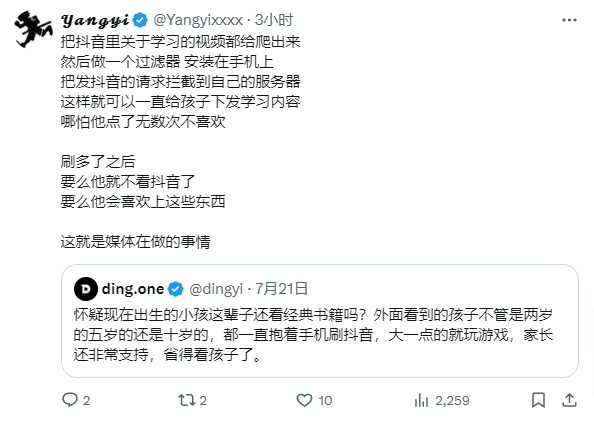 Yangyi @Yangyixxxx · 3小时
把抖音里关于学习的视频都给爬出来
然后做一个过滤器 安装在手机上
把发抖音的请求拦截到自己的服务器
这样就可以一直给孩子下发学习内容
哪怕他点了无数次不喜欢
刷多了之后
要么他就不看抖音了
要么他会喜欢上这些东西
这就是媒体在做的事情
D ding.one @dingyi · 7月21日
怀疑现在出生的小孩这辈子还看经典书籍吗？外面看到的孩子不管是两岁
的五岁的还是十岁的，都一直抱着手机刷抖音，大一点的就玩游戏，家长
还非常支持，省得看孩子了。
2 2 10 2,259